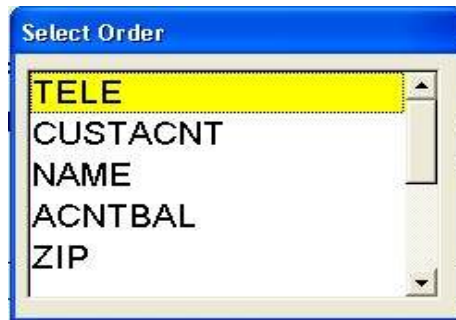 Select Order
TELE
CUSTACNT
NAME
ACNTBAL
ZIP